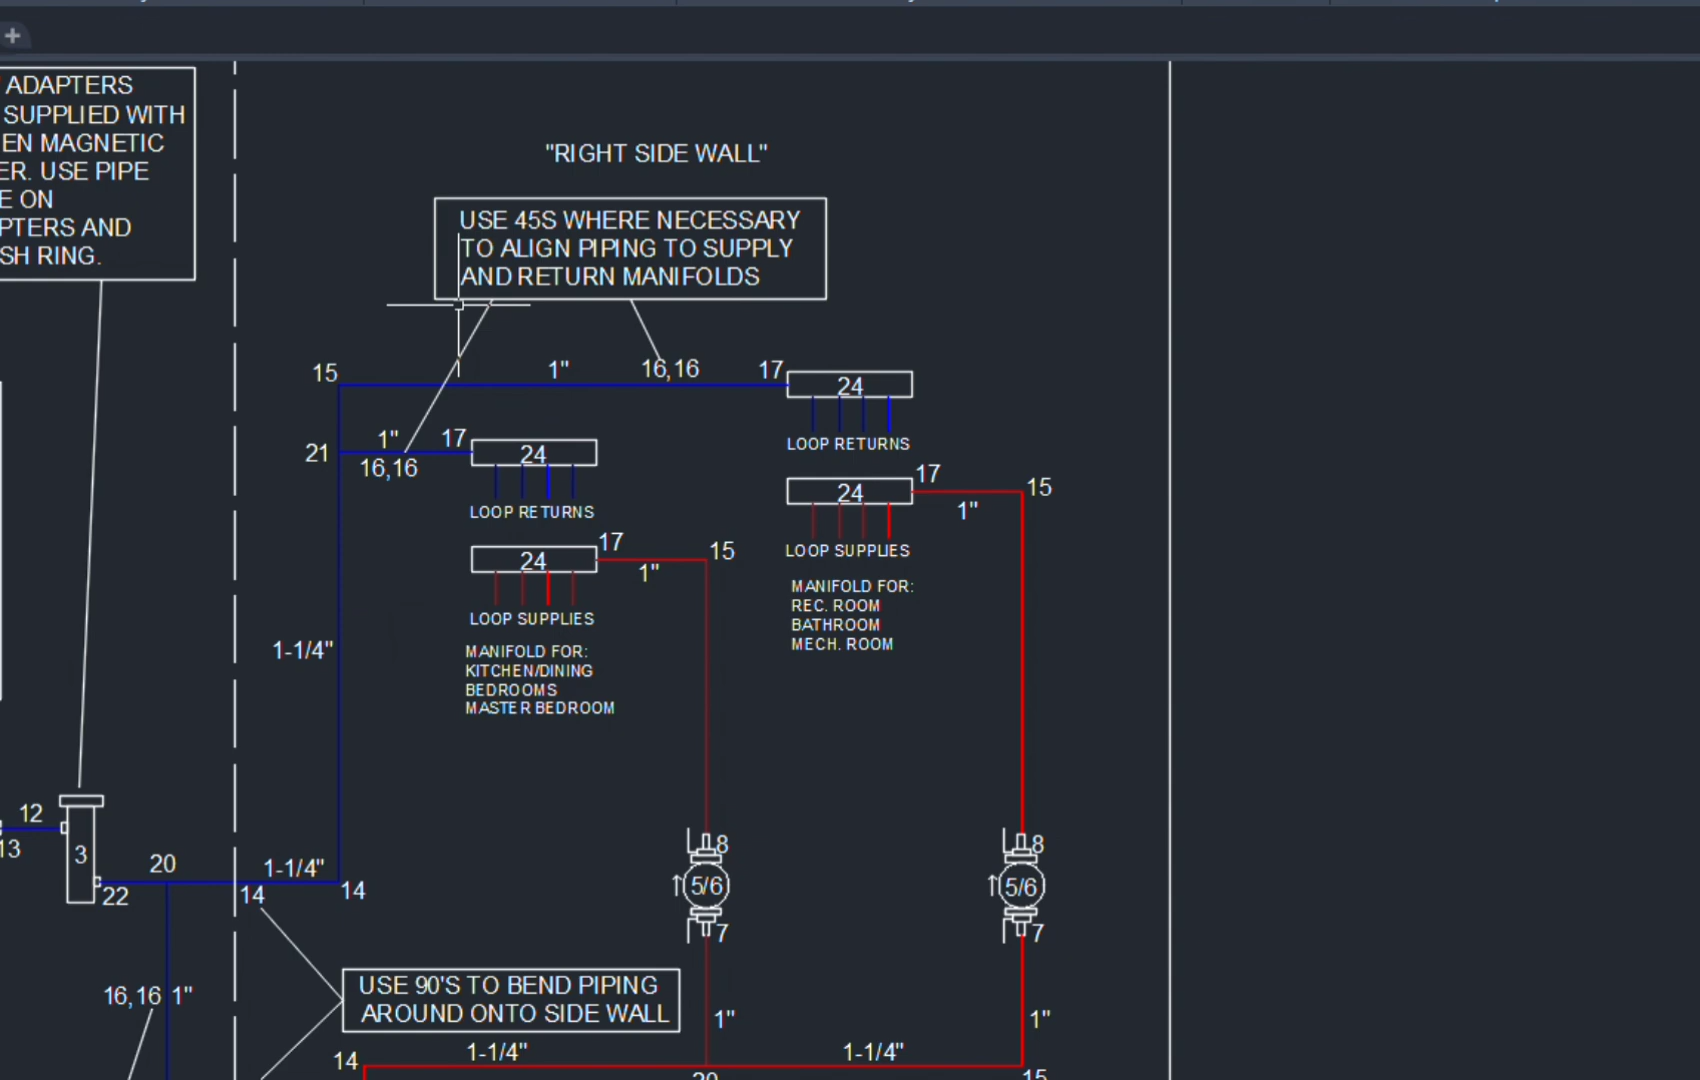 ADAPTERS
SUPPLIED WITH
EN MAGNETIC
ER. USE PIPE
E ON
PTERS AND
SH RING.
"RIGHT SIDE WALL"
USE 45S WHERE NECESSARY
TO ALIGN PIPING TO SUPPLY
AND RETURN MANIFOLDS
15
1"
16,16
17
24
LOOP RETURNS
21
1"
17
16,16
24
LOOP RETURNS
24
17
15
1"
LOOP SUPPLIES
24
17
15
1"
LOOP SUPPLIES
MANIFOLD FOR:
REC. ROOM
BATHROOM
MECH. ROOM
MANIFOLD FOR:
KITCHEN/DINING
BEDROOMS
MASTER BEDROOM
1-1/4"
12
13
3
20
22
1-1/4"
14
14
8
5/6
7
8
5/6
7
16,16
1"
USE 90'S TO BEND PIPING
AROUND ONTO SIDE WALL
1"
1"
14
1-1/4"
1-1/4"
20
15